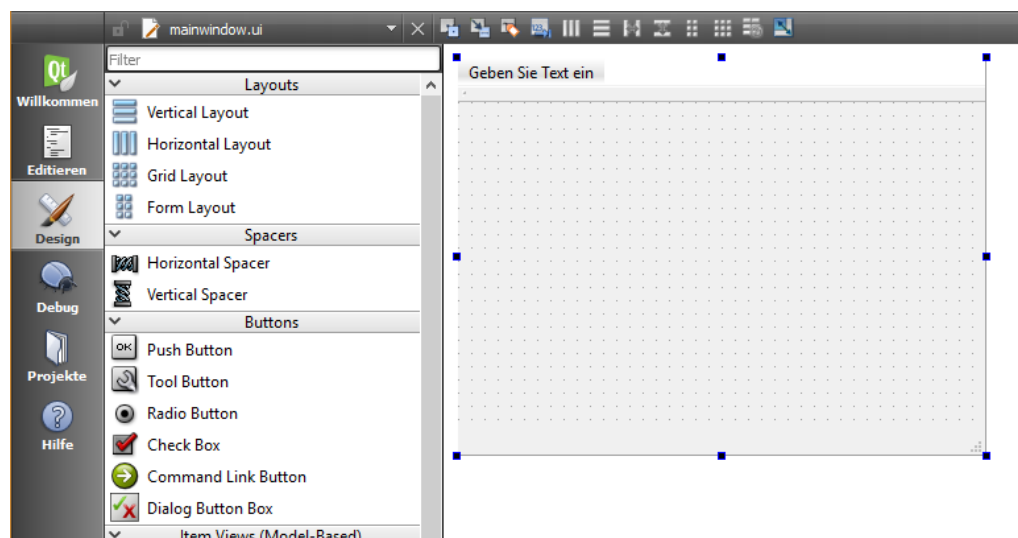 mainwindow.ui
Qt
Willkommen
Editieren
Design
Debug
Projekte
Hilfe
Filter
Layouts
Vertical Layout
Horizontal Layout
Grid Layout
Form Layout
Spacers
Horizontal Spacer
Vertical Spacer
Buttons
OK
Push Button
Tool Button
Radio Button
Check Box
Command Link Button
Dialog Button Box
Item Views (Model-Based)
Geben Sie Text ein